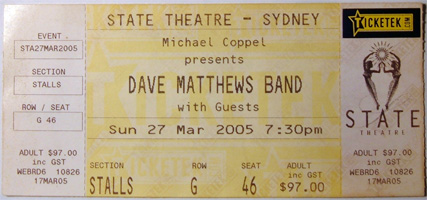 EVENT
STA27MAR2005
SECTION
STALLS
ROW / SEAT
G 46
ADULT $97.00
inc GST
WEBRD6 10826
17MAR05
STATE THEATRE - SYDNEY
Michael Coppel
presents
DAVE MATTHEWS BAND
with Guests
Sun 27 Mar 2005 7:30pm
SECTION ROW SEAT ADULT
STALLS G 46 $97.00
inc GST
TICKETEK
TICKETEK.COM
STATE
THEATRE
ADULT $97.00
inc GST
WEBRD6 10826
17MAR05